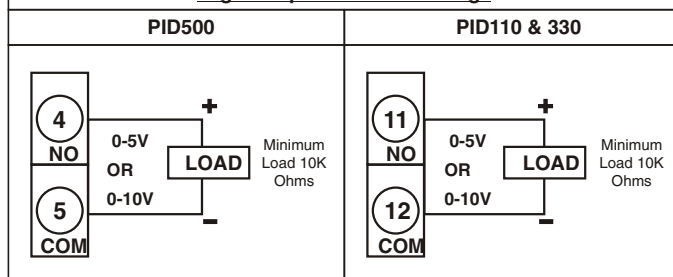 PID500
PID110 & 330
4
NO
5
COM
0-5V
OR
0-10V
+
LOAD
-
Minimum
Load 10K
Ohms
11
NO
12
COM
0-5V
OR
0-10V
+
LOAD
-
Minimum
Load 10K
Ohms